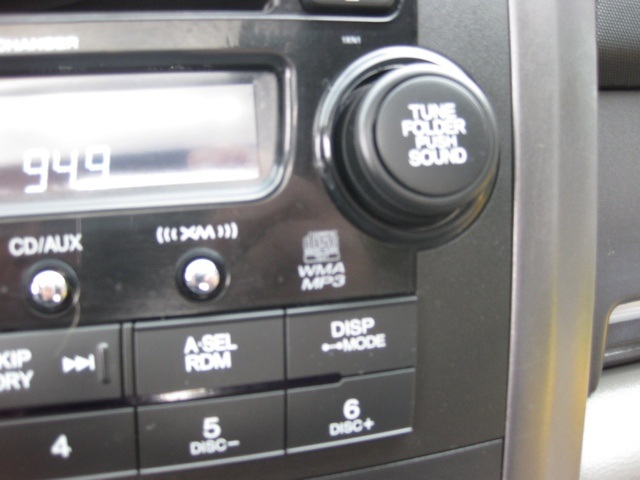 CHANGER
1XN1
TUNE
FOLDER
PUSH
SOUND
949
CD/AUX
(((XM)))
WMA
MP3
KIP
ORY
A·SEL
RDM
DISP
MODE
4
5
DISC-
6
DISC+